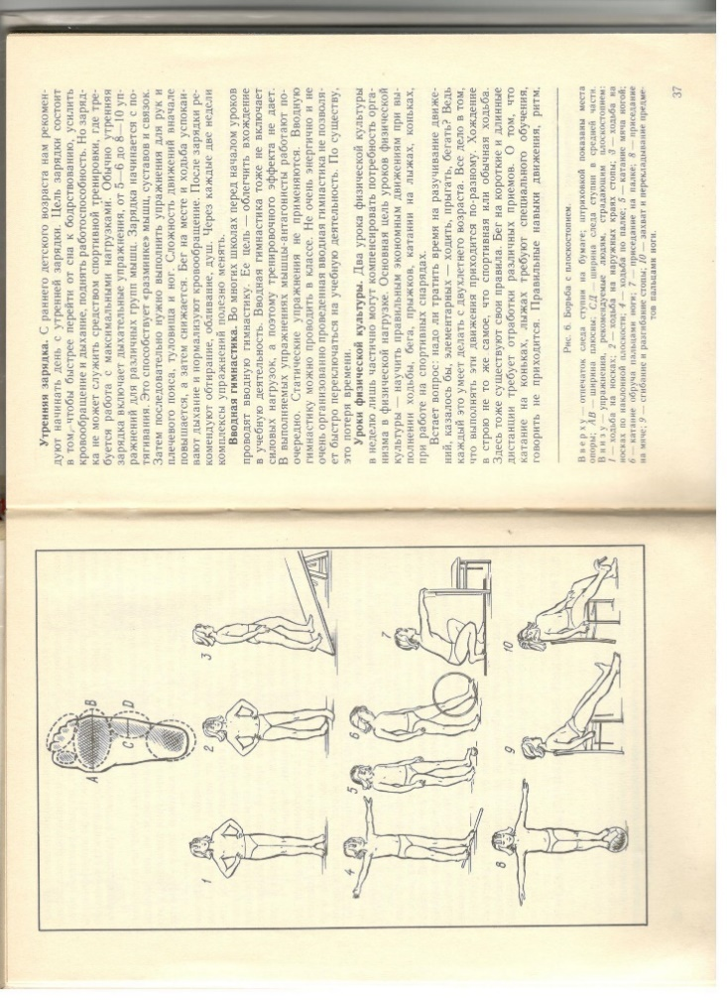 A
B
C
D
1
2
3
4
5
6
7
8
9
10
Утренняя зарядка. С раннего детского возраста нам рекомен-
дуют начинать день с утренней зарядки. Цель зарядки состоит
в том, чтобы быстрее перейти от сна к бодрствованию, усилить
кровообращение и дыхание, поднять работоспособность. Но заряд-
ка не может служить средством спортивной тренировки, где тре-
буется работа с максимальными нагрузками. Обычно утренняя
зарядка включает дыхательные упражнения, от 5—6 до 8—10 уп-
ражнений для различных групп мышц. Зарядка начинается с по-
тягивания. Это способствует «разминке» мышц, суставов и связок.
Затем последовательно нужно выполнить упражнения для рук и
плечевого пояса, туловища и ног. Сложность движений вначале
повышается, а затем снижается. Бег на месте и ходьба успокаи-
вают дыхание и нормализуют кровообращение. После зарядки ре-
комендуют обтирание, обливание, душ. Через каждые две недели
комплексы упражнений полезно менять.
Вводная гимнастика. Во многих школах перед началом уроков
проводят вводную гимнастику. Ее цель — облегчить вхождение
в учебную деятельность. Вводная гимнастика тоже не включает
силовых нагрузок, а поэтому тренировочного эффекта не дает.
В выполняемых упражнениях мышцы-антагонисты работают по-
очередно. Статические упражнения не применяются. Вводную
гимнастику можно проводить в классе. Не очень энергично и не
очень организованно проведенная вводная гимнастика не позволя-
ет быстро переключаться на учебную деятельность. По существу,
это потеря времени.
Уроки физической культуры. Два урока физической культуры
в неделю лишь частично могут компенсировать потребность орга-
низма в физической нагрузке. Основная цель уроков физической
культуры — научить правильным экономным движениям при вы-
полнении ходьбы, бега, прыжков, катании на лыжах, коньках,
при работе на спортивных снарядах.
Встает вопрос: надо ли тратить время на разучивание движе-
ний, казалось бы, элементарных — ходить, прыгать, бегать? Ведь
каждый это умеет делать с двухлетнего возраста. Все дело в том,
что выполнять эти движения приходится по-разному. Хождение
в строю не то же самое, что спортивная или обычная ходьба.
Здесь тоже существуют свои правила. Бег на короткие и длинные
дистанции требует отработки различных приемов. О том, что
катание на коньках, лыжах требуют специального обучения,
говорить не приходится. Правильные навыки движения, ритм.
Рис. 6. Борьба с плоскостопием.
Вверху — отпечаток следа ступни на бумаге; штриховкой показаны места
опоры; АВ — ширина плюсны; СД — ширина следа ступни в средней части.
Внизу — упражнения, рекомендуемые людям, страдающим плоскостопием:
1 — ходьба на носках; 2 — ходьба на наружных краях стопы; 3 — ходьба на
носках по наклонной плоскости; 4 — ходьба по палке; 5 — катание мяча ногой;
6 — катание обруча пальцами ноги; 7 — приседание на палке; 8 — приседание
на мяче; 9 — сгибание и разгибание стопы; 10 — захват и перекладывание предме-
тов пальцами ноги.
37